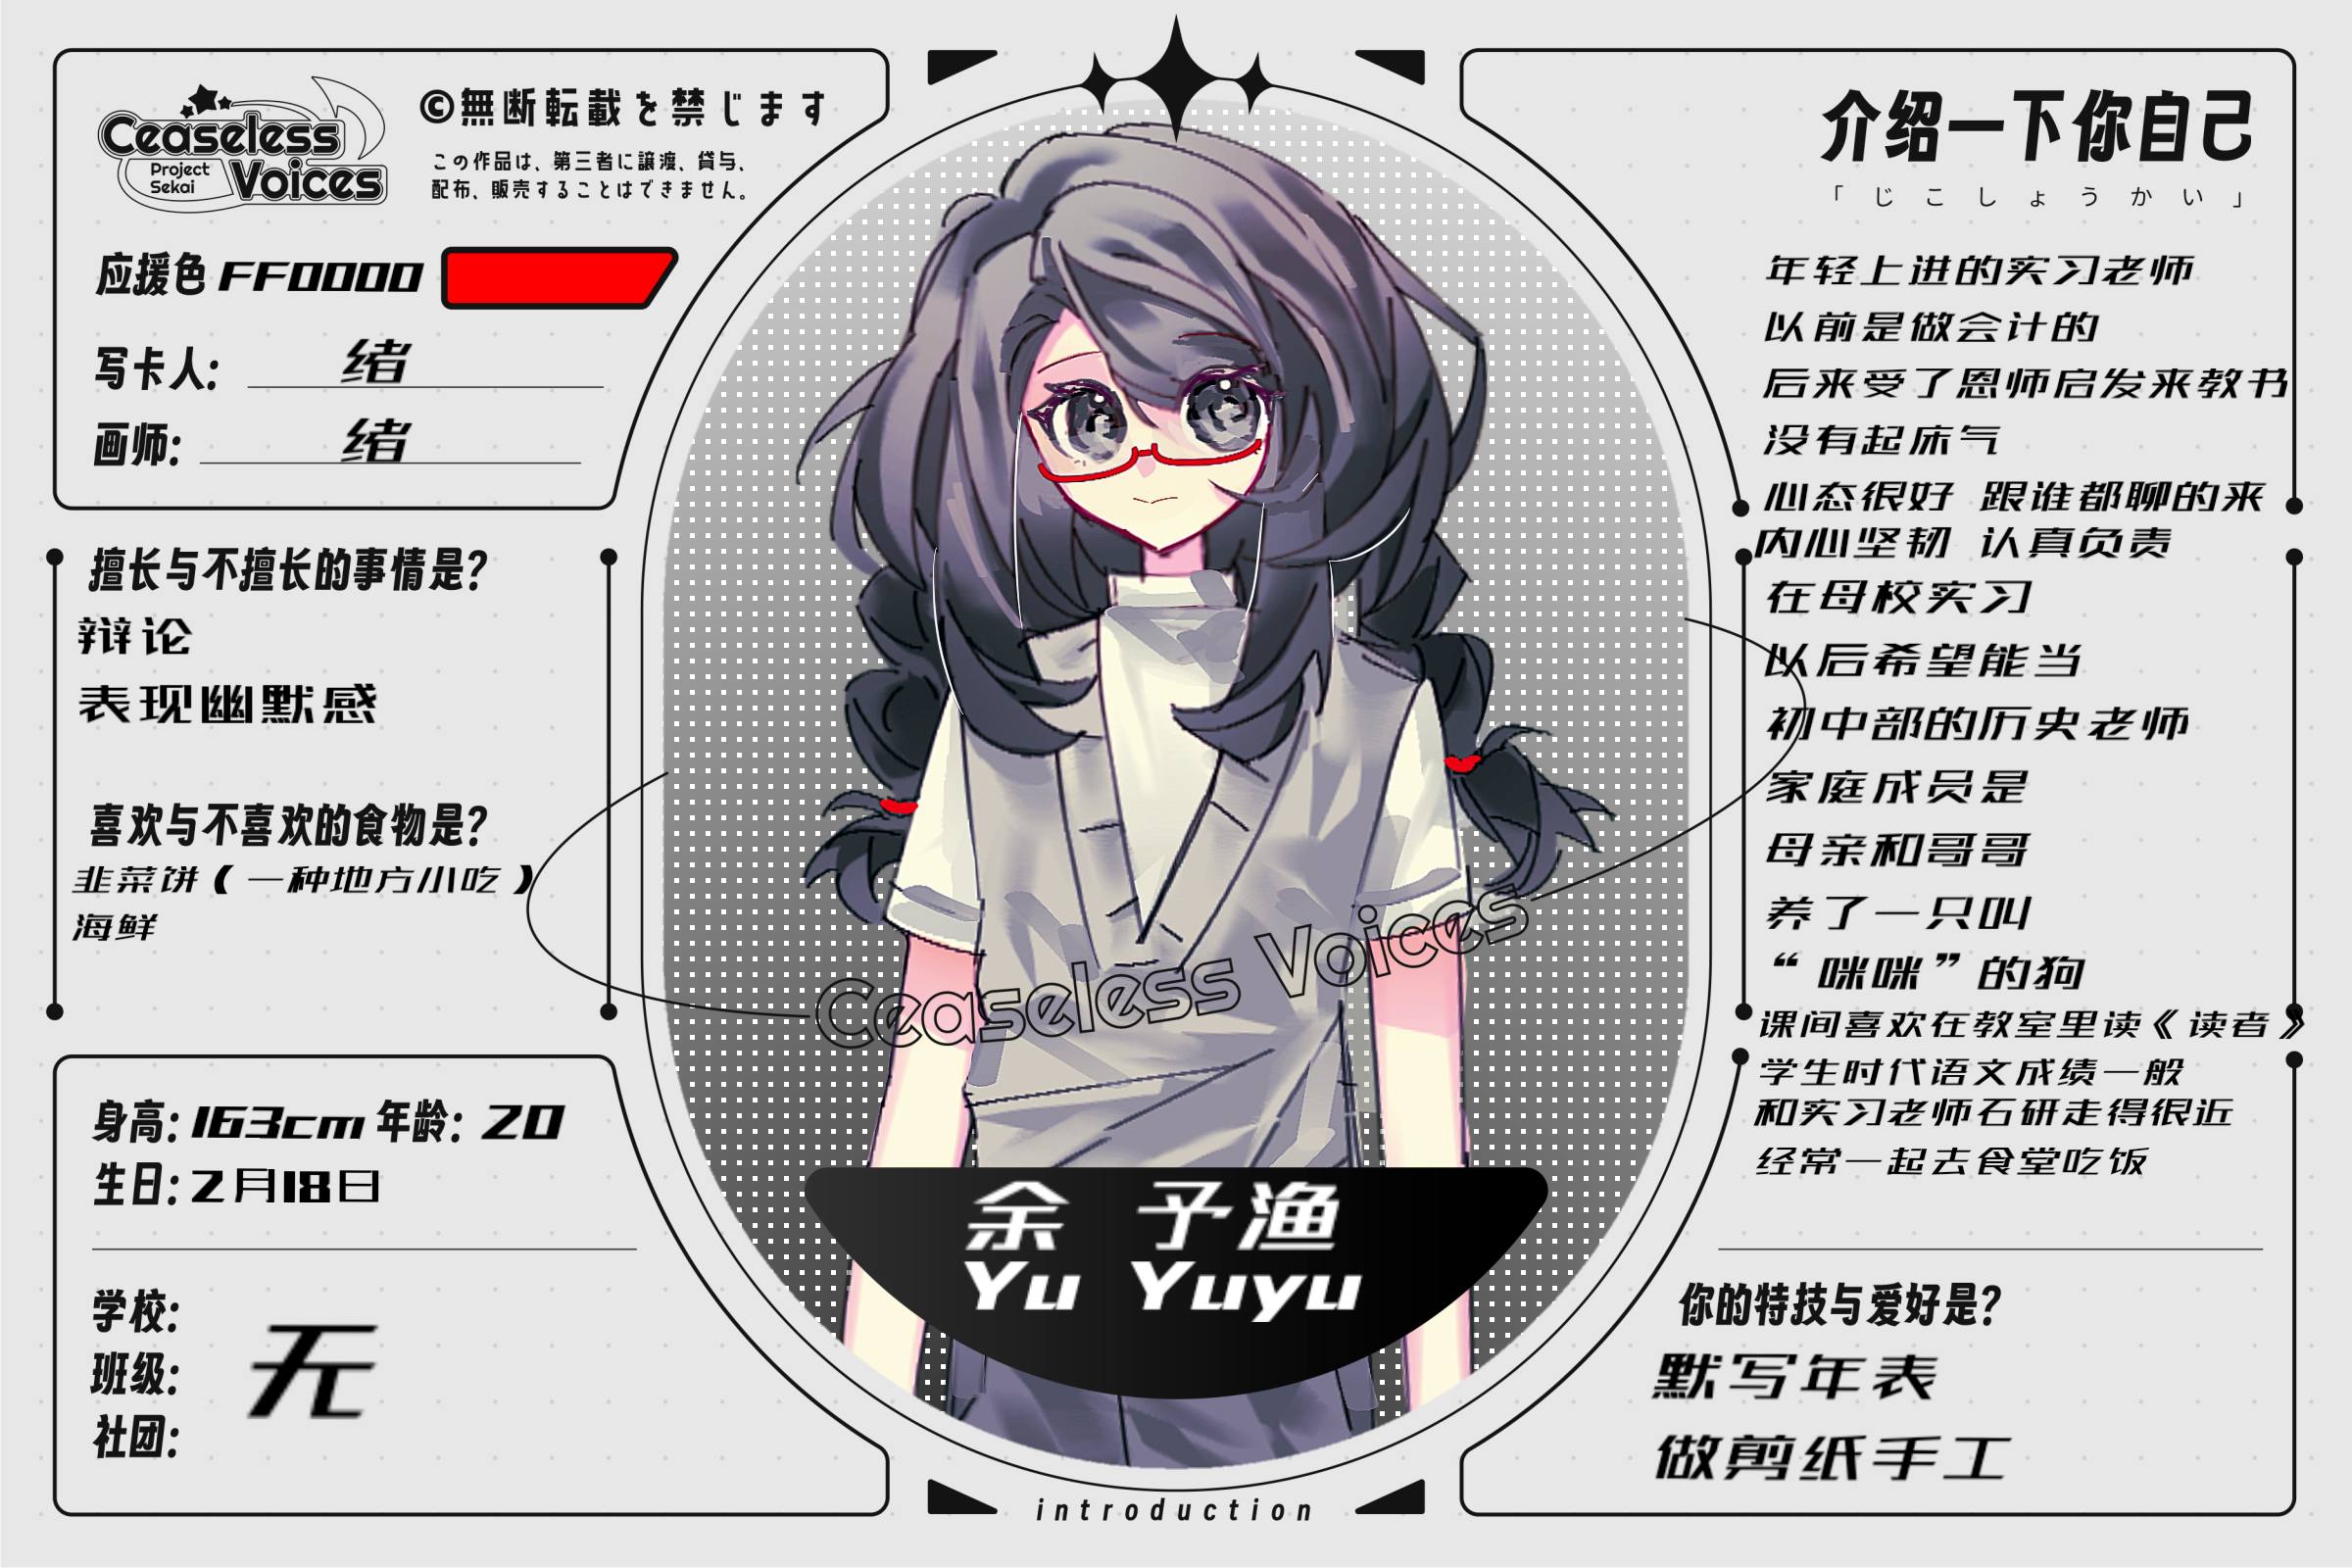 Ceaseless
Project
Sekai
Voices
©無断転載を禁じます
この作品は、第三者に譲渡、貸与、
配布、販売することはできません。
应援色 FF0000
写卡人: 绪
画师: 绪
擅长与不擅长的事情是?
辩论
表现幽默感
喜欢与不喜欢的食物是?
韭菜饼(一种地方小吃)
海鲜
身高: 163cm 年龄: 20
生日: 2月18日
学校:
班级:
社团:
无
Ceaseless Voices
余 予渔
Yu Yuyu
introduction
介绍一下你自己
「じこしょうかい」
年轻上进的实习老师
以前是做会计的
后来受了恩师启发来教书
没有起床气
心态很好 跟谁都聊的来
内心坚韧 认真负责
在母校实习
以后希望能当
初中部的历史老师
家庭成员是
母亲和哥哥
养了一只叫
“咪咪”的狗
课间喜欢在教室里读《读者》
学生时代语文成绩一般
和实习老师石研走得很近
经常一起去食堂吃饭
你的特技与爱好是?
默写年表
做剪纸手工